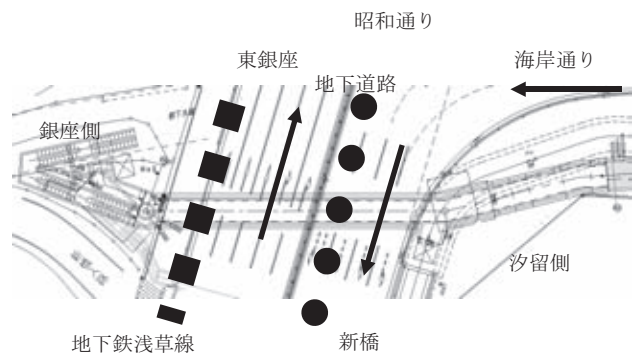 昭和通り
東銀座
海岸通り
地下道路
銀座側
汐留側
地下鉄浅草線
新橋